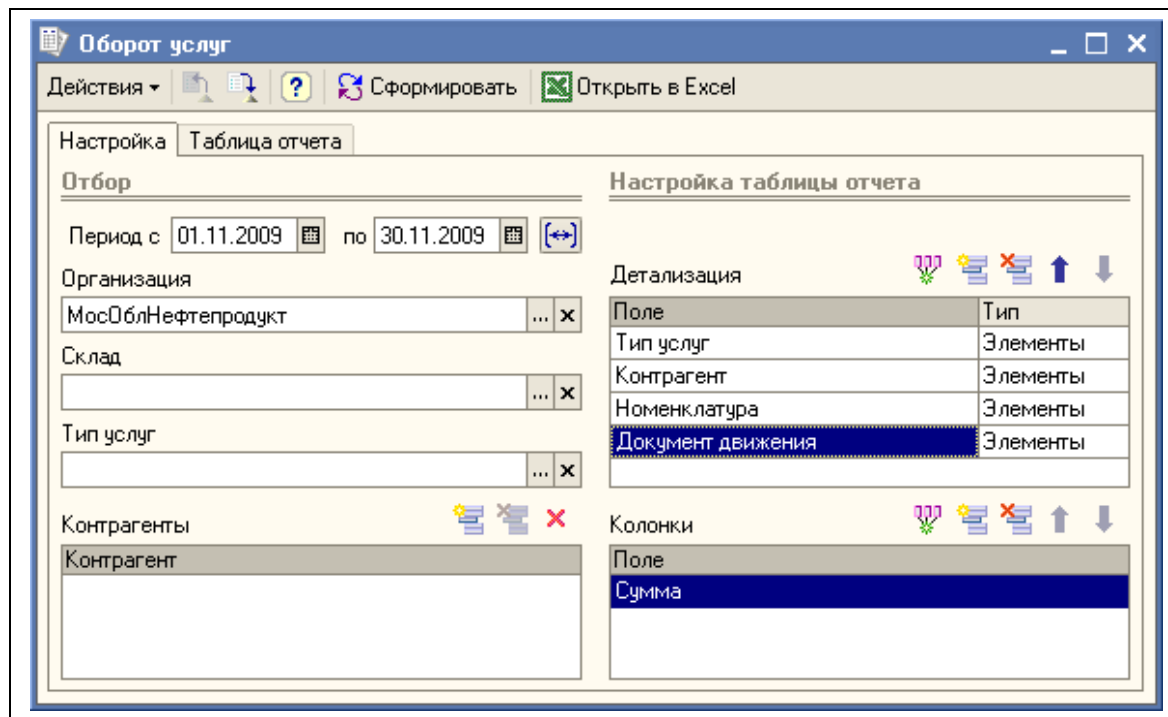 Оборот услуг
Действия ? Сформировать Открыть в Excel
Настройка Таблица отчета
Отбор
Период с 01.11.2009 по 30.11.2009
Организация
МосОблНефтепродукт ... x
Склад
... x
Тип услуг
... x
Контрагенты
Контрагент
Настройка таблицы отчета
Детализация
Поле Тип
Тип услуг Элементы
Контрагент Элементы
Номенклатура Элементы
Документ движения Элементы
Колонки
Поле
Сумма